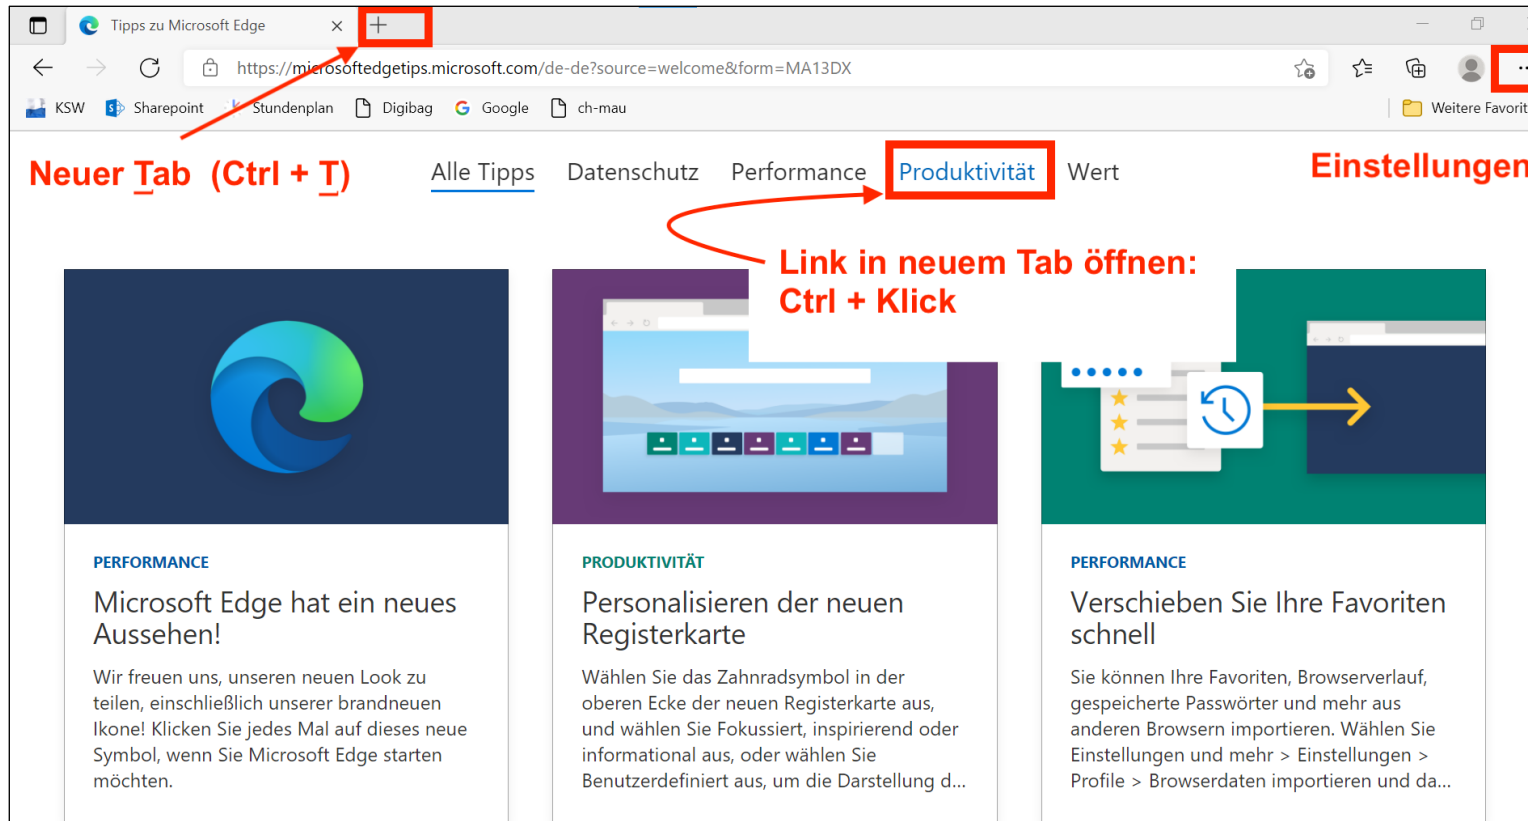 Tipps zu Microsoft Edge
https://microsoftedgetips.microsoft.com/de-de?source=welcome&form=MA13DX
KSW Sharepoint Stundenplan Digibag Google ch-mau Weitere Favorit
Neuer Tab (Ctrl + T)
Alle Tipps Datenschutz Performance Produktivität Wert
Einstellungen
Link in neuem Tab öffnen:
Ctrl + Klick
PERFORMANCE
Microsoft Edge hat ein neues
Aussehen!
Wir freuen uns, unseren neuen Look zu
teilen, einschließlich unserer brandneuen
Ikone! Klicken Sie jedes Mal auf dieses neue
Symbol, wenn Sie Microsoft Edge starten
möchten.
PRODUKTIVITÄT
Personalisieren der neuen
Registerkarte
Wählen Sie das Zahnradsymbol in der
oberen Ecke der neuen Registerkarte aus,
und wählen Sie Fokussiert, inspirierend oder
informational aus, oder wählen Sie
Benutzerdefiniert aus, um die Darstellung d...
PERFORMANCE
Verschieben Sie Ihre Favoriten
schnell
Sie können Ihre Favoriten, Browserverlauf,
gespeicherte Passwörter und mehr aus
anderen Browsern importieren. Wählen Sie
Einstellungen und mehr > Einstellungen >
Profile > Browserdaten importieren und da...